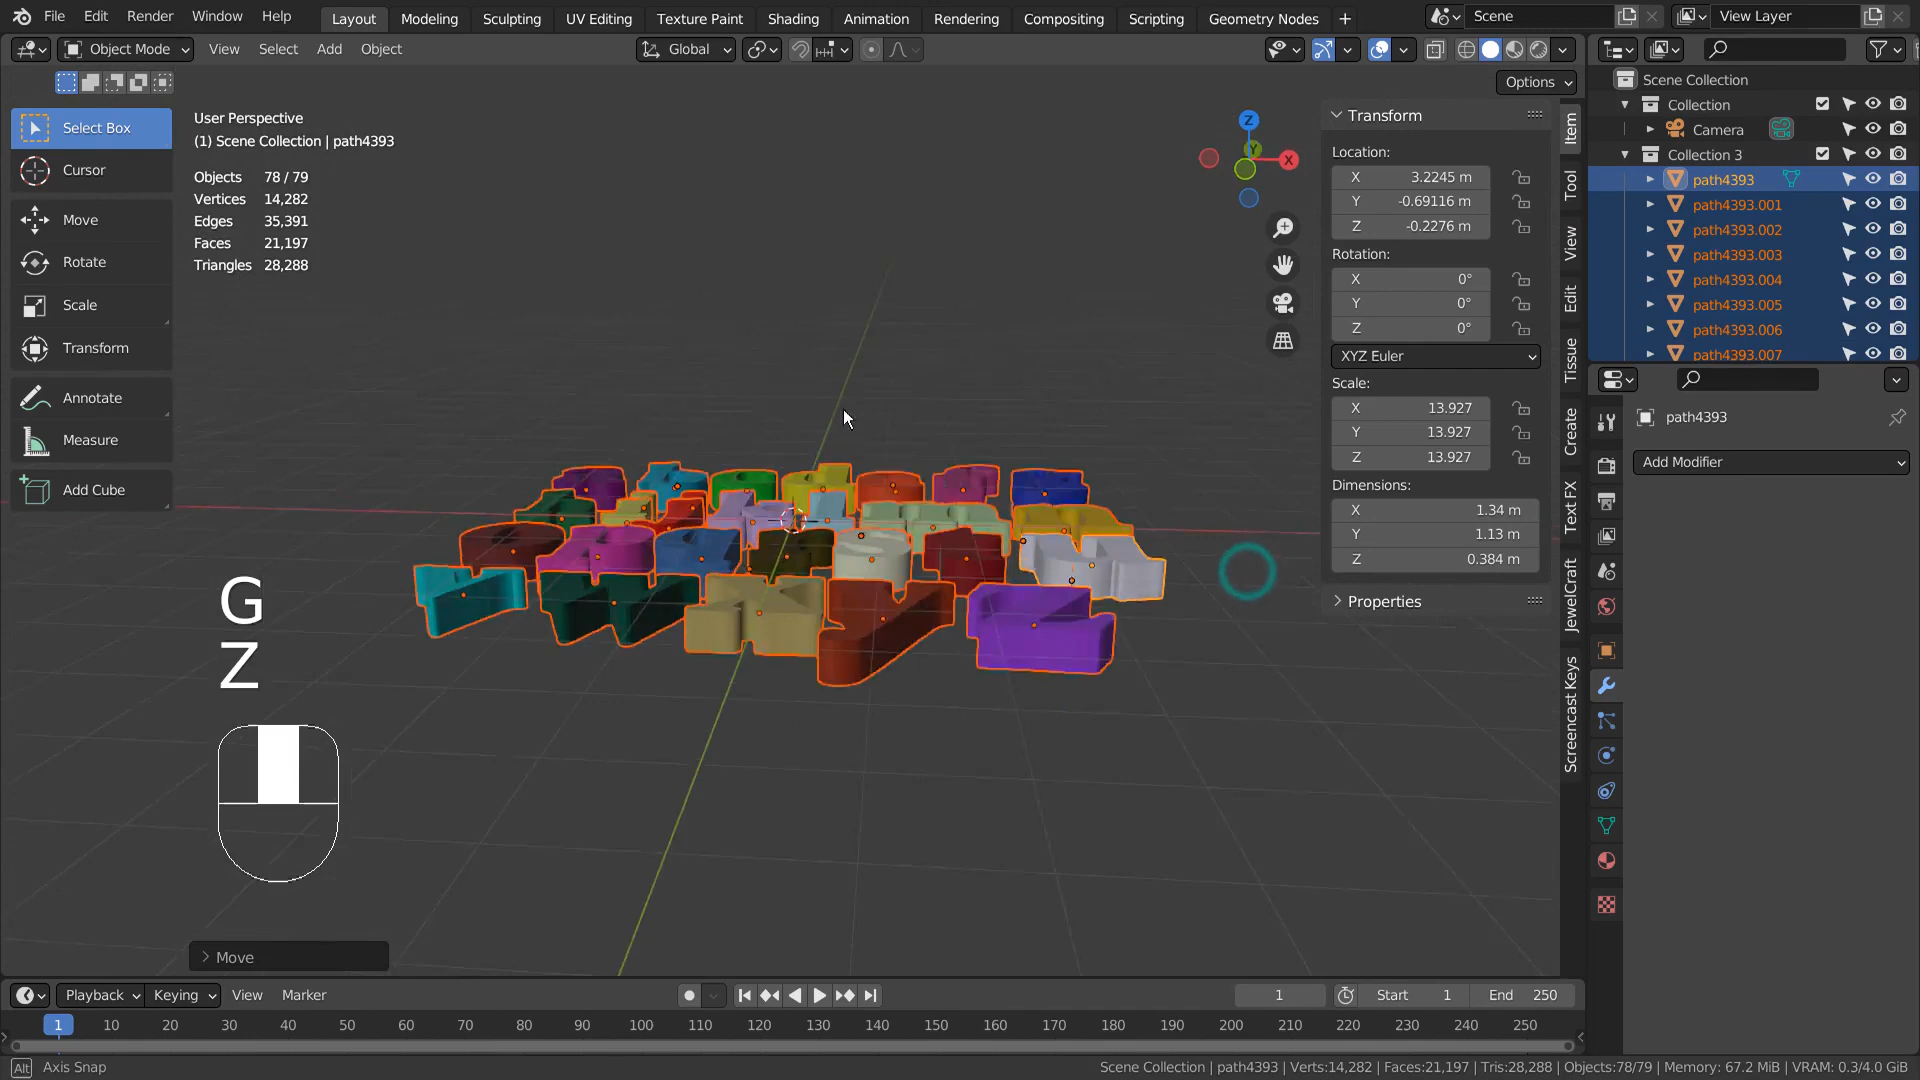 File Edit Render Window Help Layout Modeling Sculpting UV Editing Texture Paint Shading Animation Rendering Compositing Scripting Geometry Nodes + Scene View Layer
Object Mode View Select Add Object Global
Options
Select Box
Cursor
Move
Rotate
Scale
Transform
Annotate
Measure
Add Cube
User Perspective
(1) Scene Collection | path4393
Objects 78 / 79
Vertices 14,282
Edges 35,391
Faces 21,197
Triangles 28,288
Z
Y
X
G
Z
Move
Transform
Location:
X 3.2245 m
Y -0.69116 m
Z -0.2276 m
Rotation:
X 0°
Y 0°
Z 0°
XYZ Euler
Scale:
X 13.927
Y 13.927
Z 13.927
Dimensions:
X 1.34 m
Y 1.13 m
Z 0.384 m
Properties
Item
Tool
View
Edit
Tissue
Create
Text FX
JewelCraft
Screencast Keys
Scene Collection
Collection
Camera
Collection 3
path4393
path4393.001
path4393.002
path4393.003
path4393.004
path4393.005
path4393.006
path4393.007
path4393
Add Modifier
Playback Keying View Marker 1 Start 1 End 250
1 10 20 30 40 50 60 70 80 90 100 110 120 130 140 150 160 170 180 190 200 210 220 230 240 250
Alt Axis Snap
Scene Collection | path4393 | Verts:14,282 | Faces:21,197 | Tris:28,288 | Objects:78/79 | Memory: 67.2 MiB | VRAM: 0.3/4.0 GiB